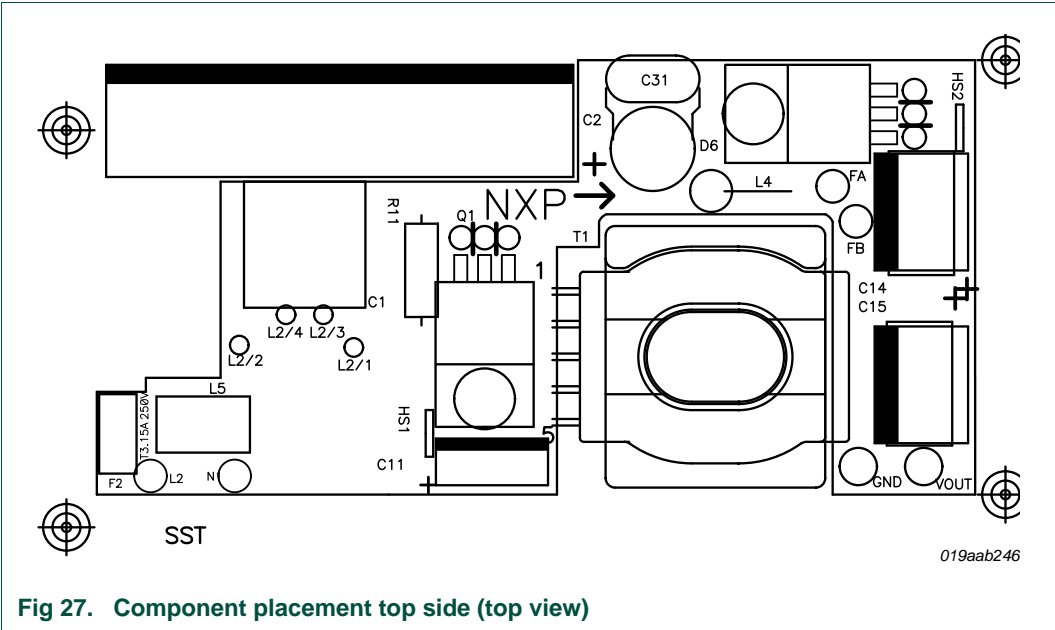 C31
HS2
C2
D6
L4
FA
R11
NXP
Q1
FB
T1
1
C14
C15
C1
L2/4
L2/3
L2/2
L2/1
L5
T3.15A 250V
HS1
5
C11
F2
L2
N
GND
VOUT
SST
019aab246
Fig 27. Component placement top side (top view)